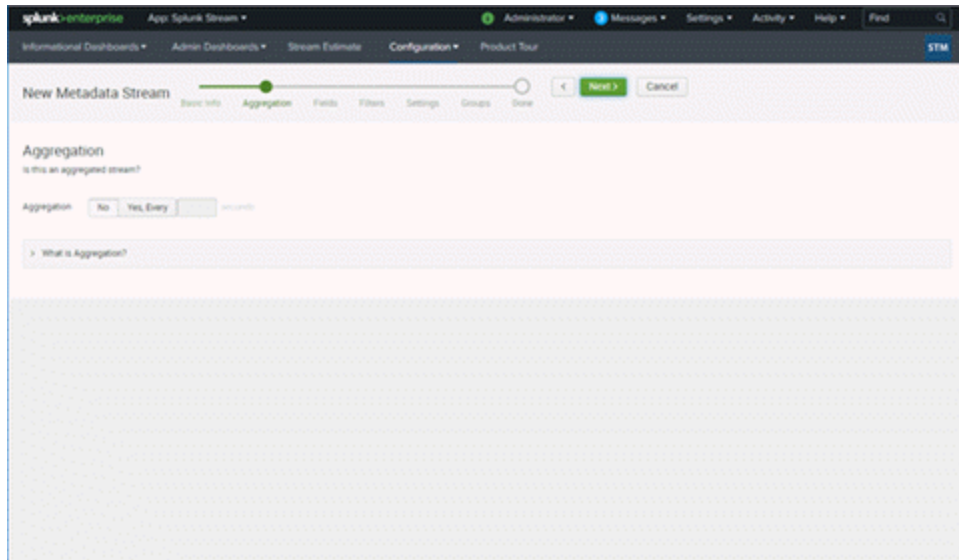 splunk>enterprise App: Splunk Stream Administrator 3 Messages Settings Activity Help Find
Informational Dashboards Admin Dashboards Stream Estimate Configuration Product Tour STM
New Metadata Stream < Next > Cancel
Basic Info Aggregation Fields Filters Settings Groups Done
Aggregation
Is this an aggregated stream?
Aggregation No Yes, Every seconds
> What is Aggregation?